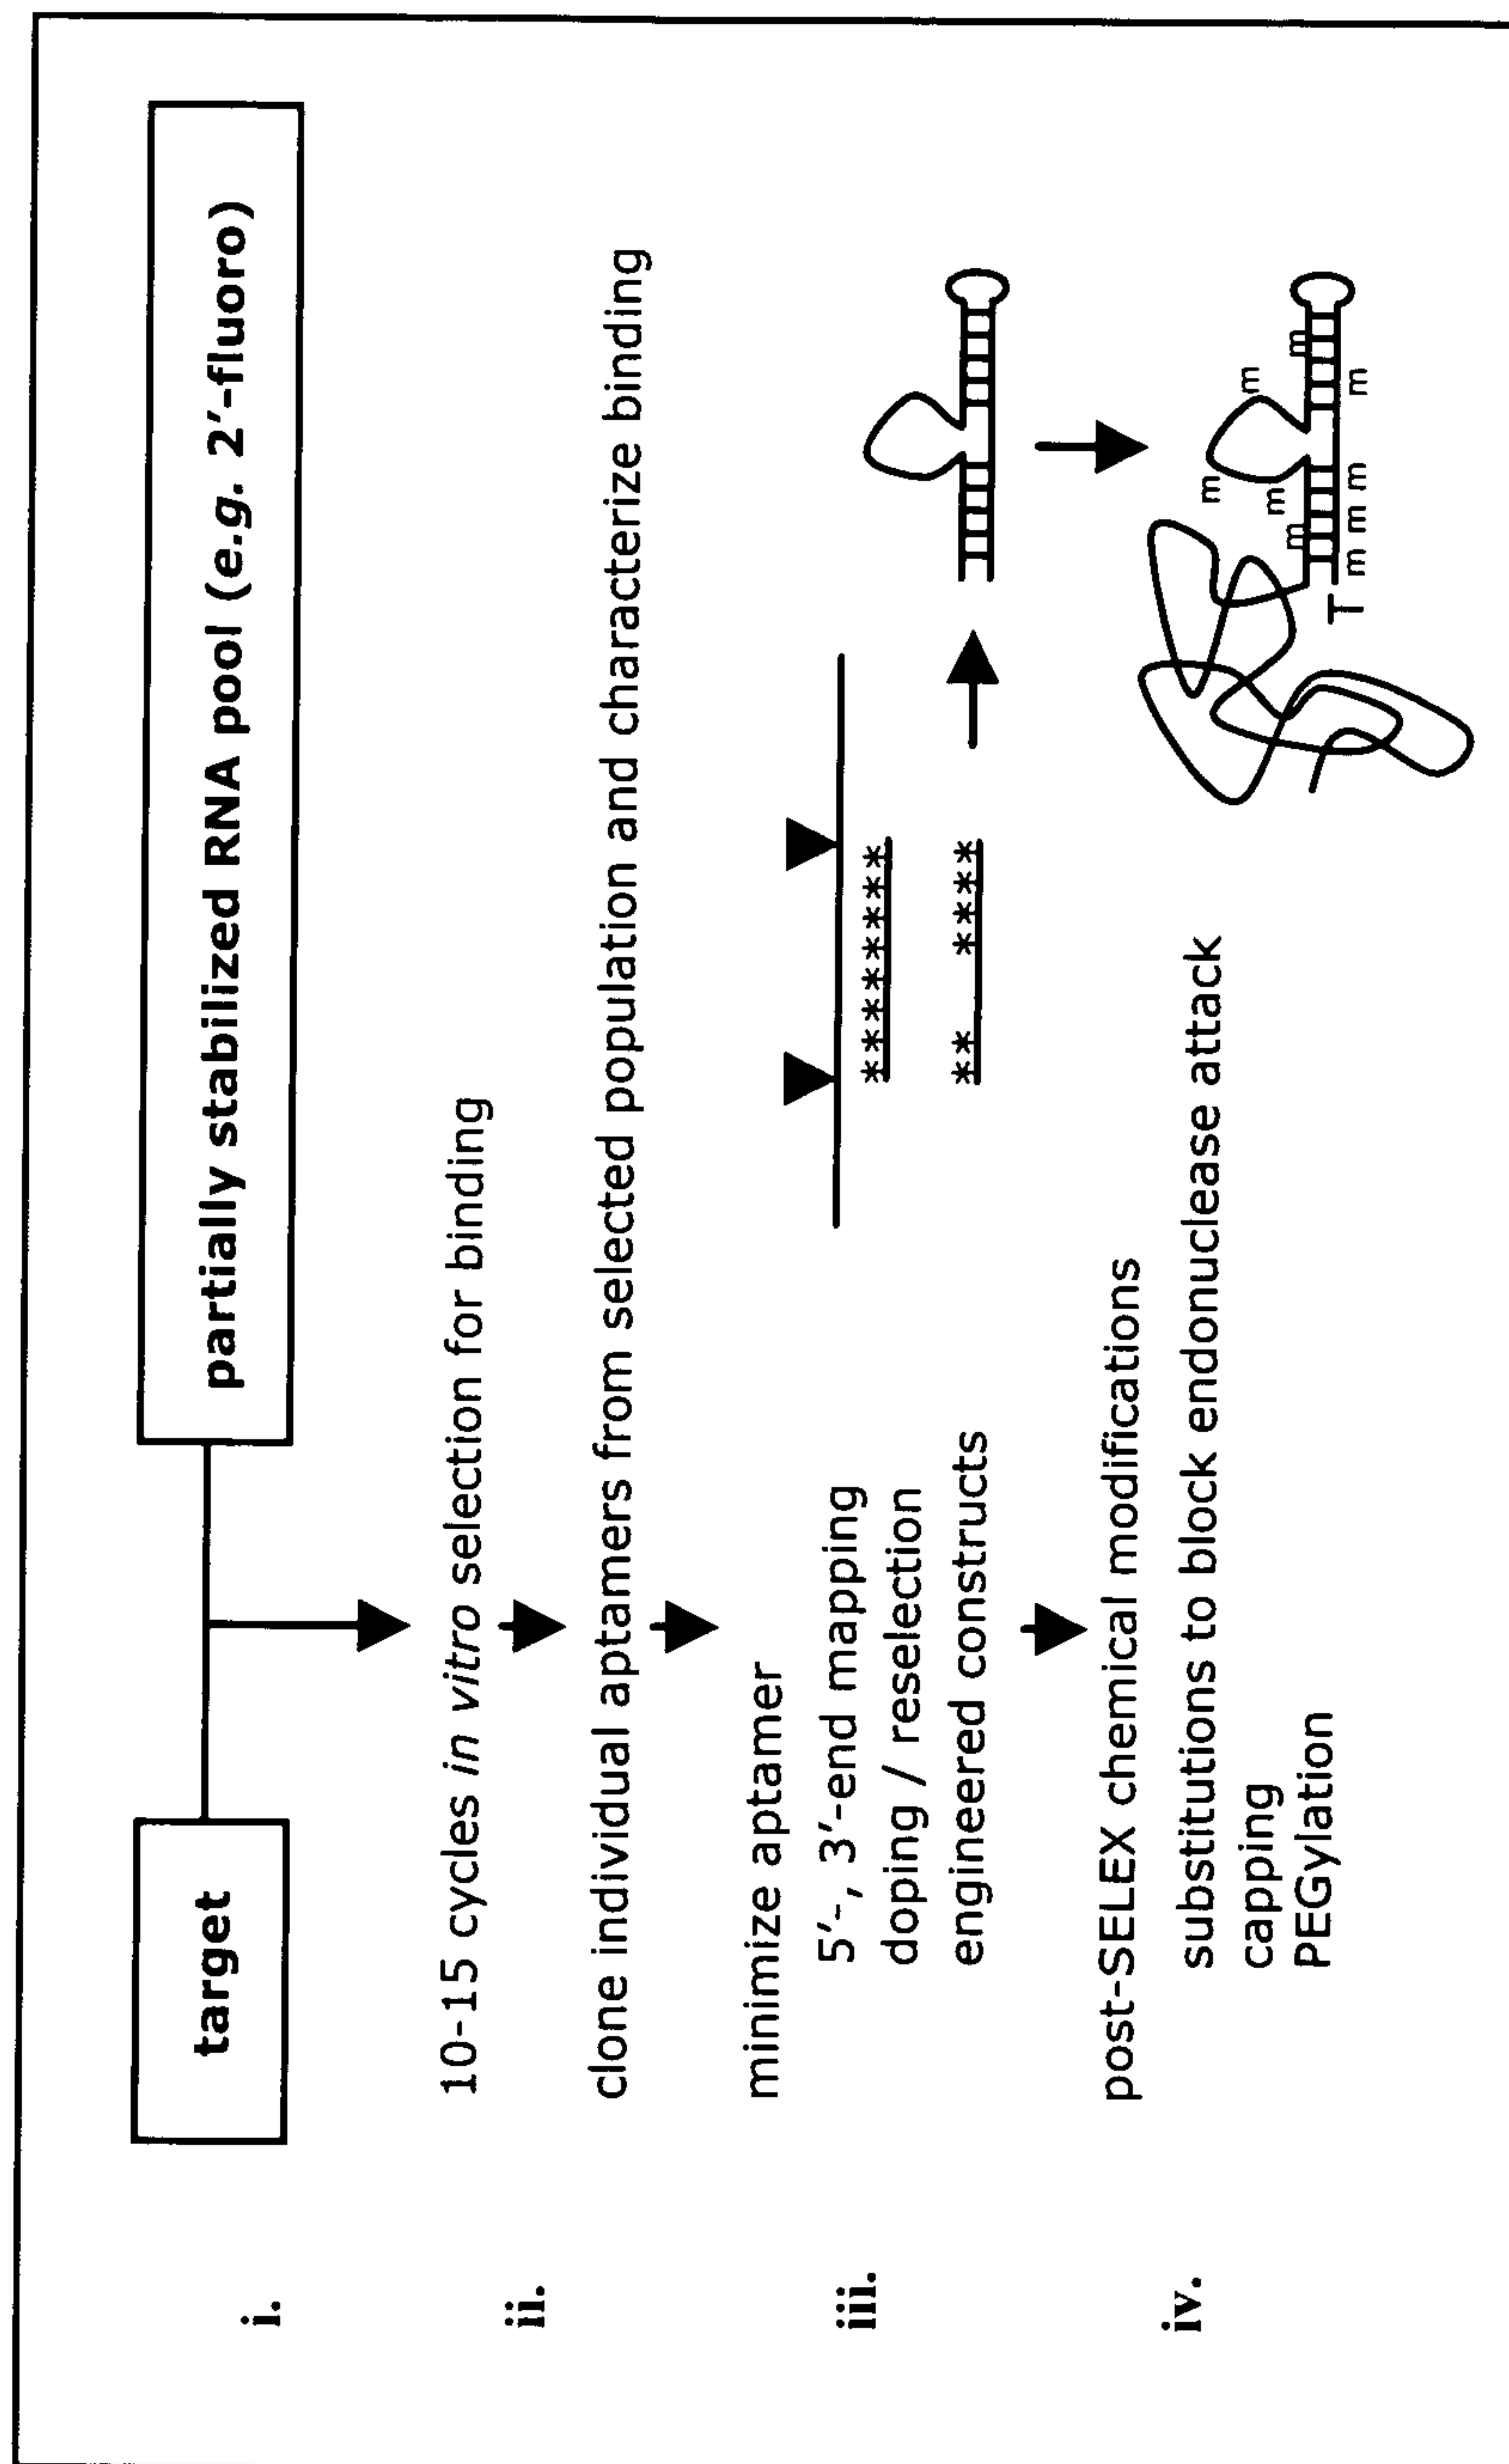 i.
target
partially stabilized RNA pool (e.g. 2'-fluoro)
10-15 cycles in vitro selection for binding
ii.
clone individual aptamers from selected population and characterize binding
minimize aptamer
iii.
5'-, 3'-end mapping
doping / reselection
engineered constructs
********
** ****
post-SELEX chemical modifications
iv.
substitutions to block endonuclease attack
capping
PEGylation
m
m
m
m m
T
m m m m